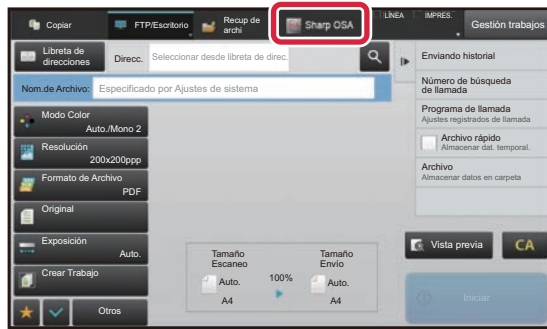 Copiar
FTP/Escritorio
Recup de
archi
Sharp OSA
LÍNEA
IMPRES.
Gestión trabajos
Libreta de
direcciones
Direcc.
Seleccionar desde libreta de direc.
Nom.de Archivo:
Especificado por Ajustes de sistema
Modo Color
Auto./Mono 2
Resolución
200x200ppp
Formato de Archivo
PDF
Original
Exposición
Auto.
Crear Trabajo
Otros
Tamaño
Escaneo
Auto.
A4
100%
Tamaño
Envío
Auto.
A4
Enviando historial
Número de búsqueda
de llamada
Programa de llamada
Ajustes registrados de llamada
Archivo rápido
Almacenar dat. temporal.
Archivo
Almacenar datos en carpeta
Vista previa
CA
Iniciar